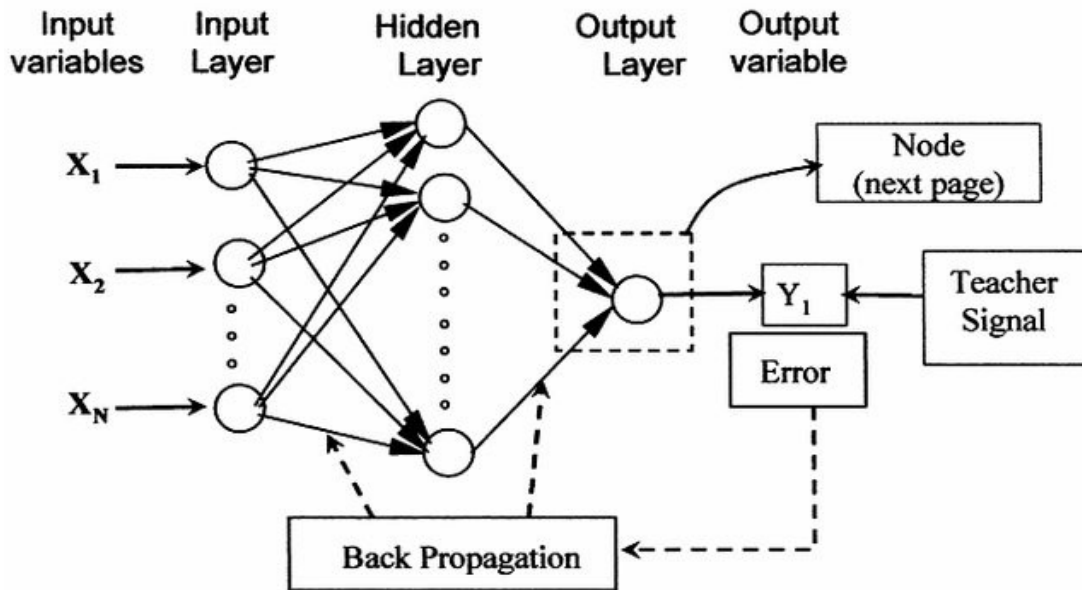 Input variables
Input Layer
Hidden Layer
Output Layer
Output variable
X1
X2
XN
Node
(next page)
Y1
Teacher
Signal
Error
Back Propagation